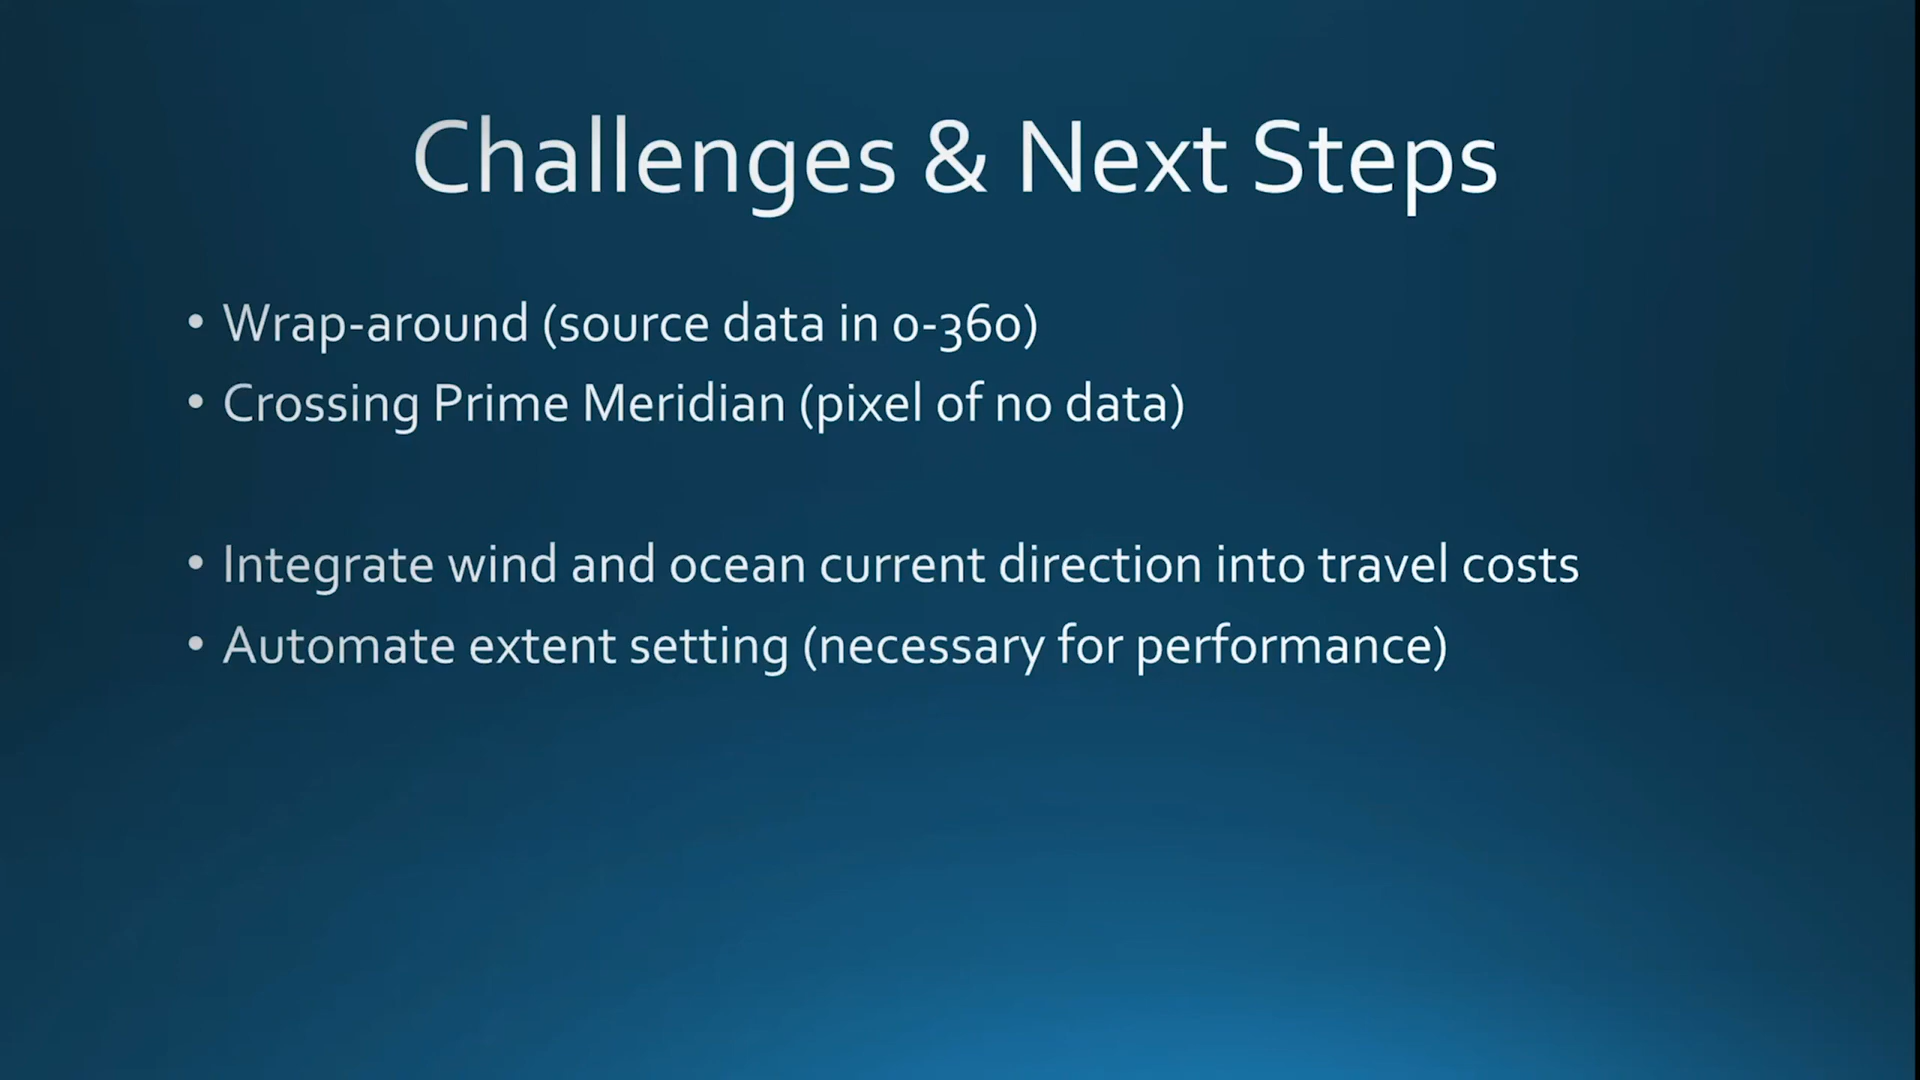 Challenges & Next Steps
• Wrap-around (source data in 0-360)
• Crossing Prime Meridian (pixel of no data)
• Integrate wind and ocean current direction into travel costs
• Automate extent setting (necessary for performance)